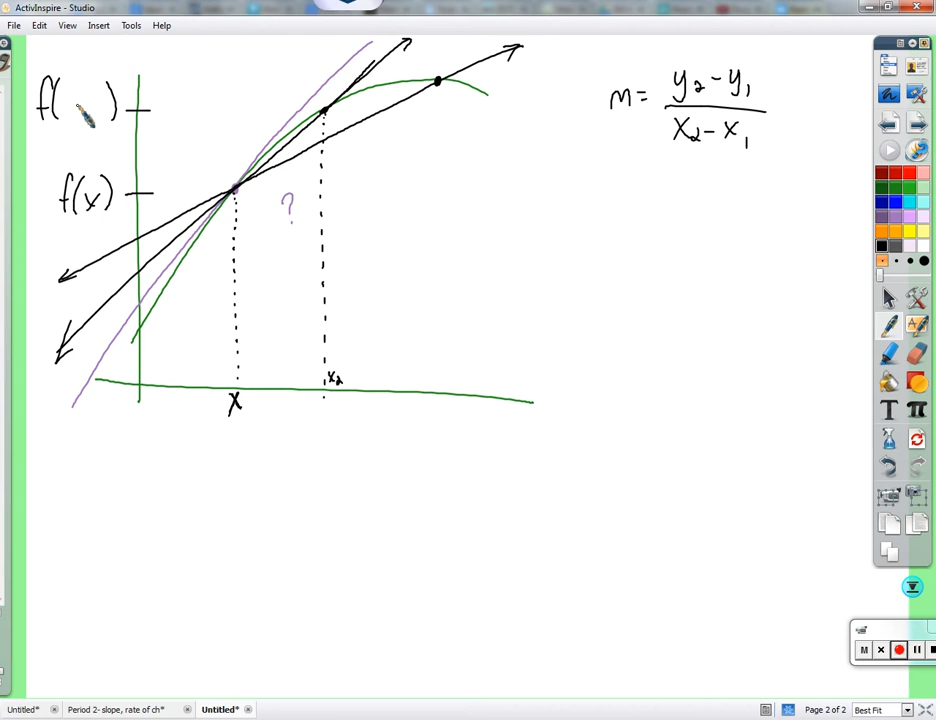 ActivInspire - Studio
File Edit View Insert Tools Help
f( )
f(x)
?
x₂
x
m = y₂ - y₁
x₂ - x₁
T π
M
Untitled* Period 2- slope, rate of ch* Untitled*
Page 2 of 2 Best Fit